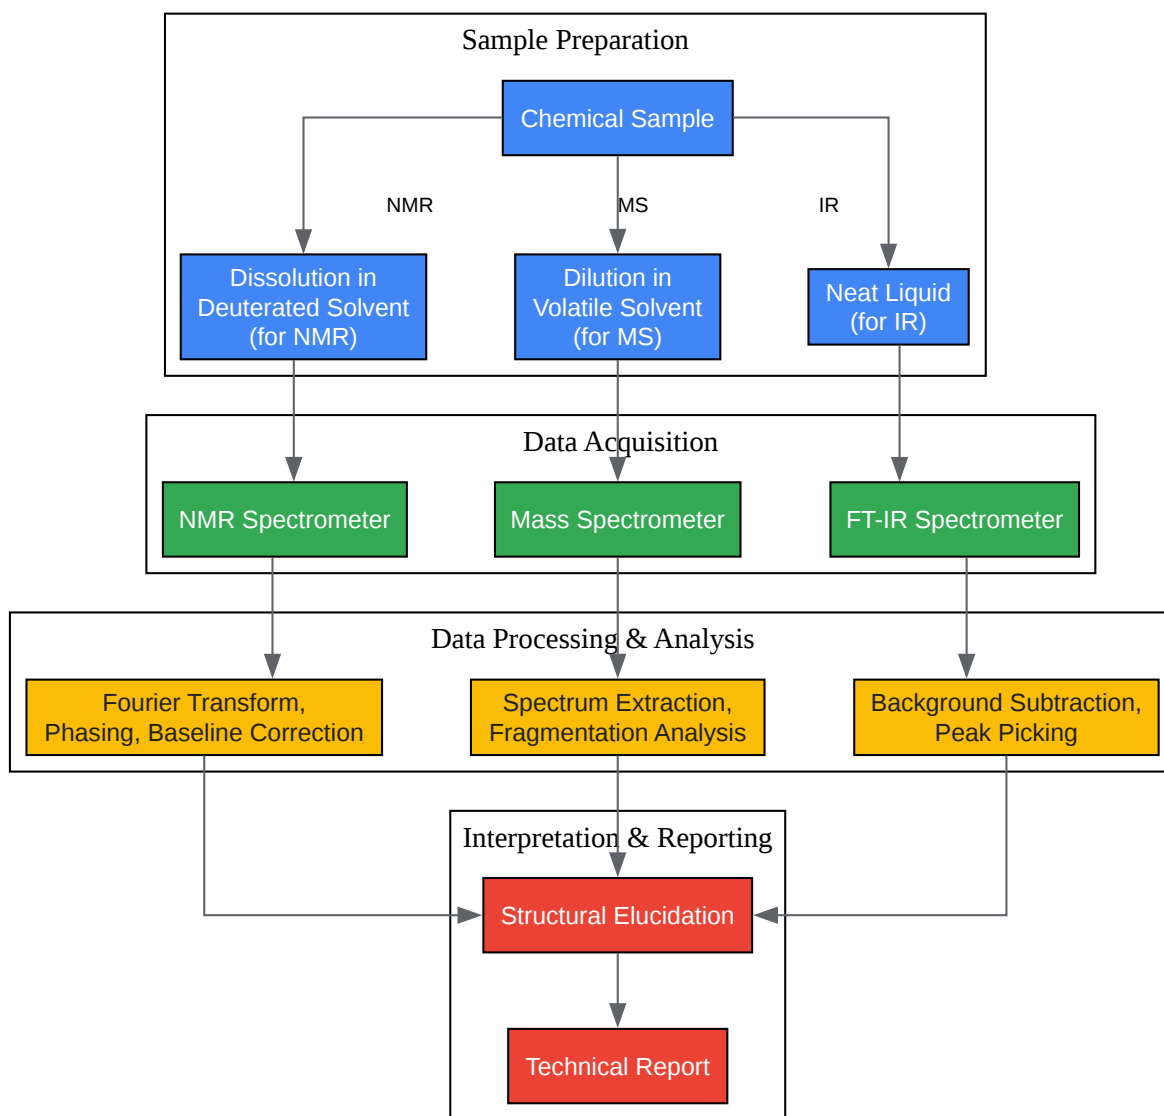 Sample Preparation
Chemical Sample
NMR
MS
IR
Dissolution in
Deuterated Solvent
(for NMR)
Dilution in
Volatile Solvent
(for MS)
Neat Liquid
(for IR)
Data Acquisition
NMR Spectrometer
Mass Spectrometer
FT-IR Spectrometer
Data Processing & Analysis
Fourier Transform,
Phasing, Baseline Correction
Spectrum Extraction,
Fragmentation Analysis
Background Subtraction,
Peak Picking
Interpretation & Reporting
Structural Elucidation
Technical Report